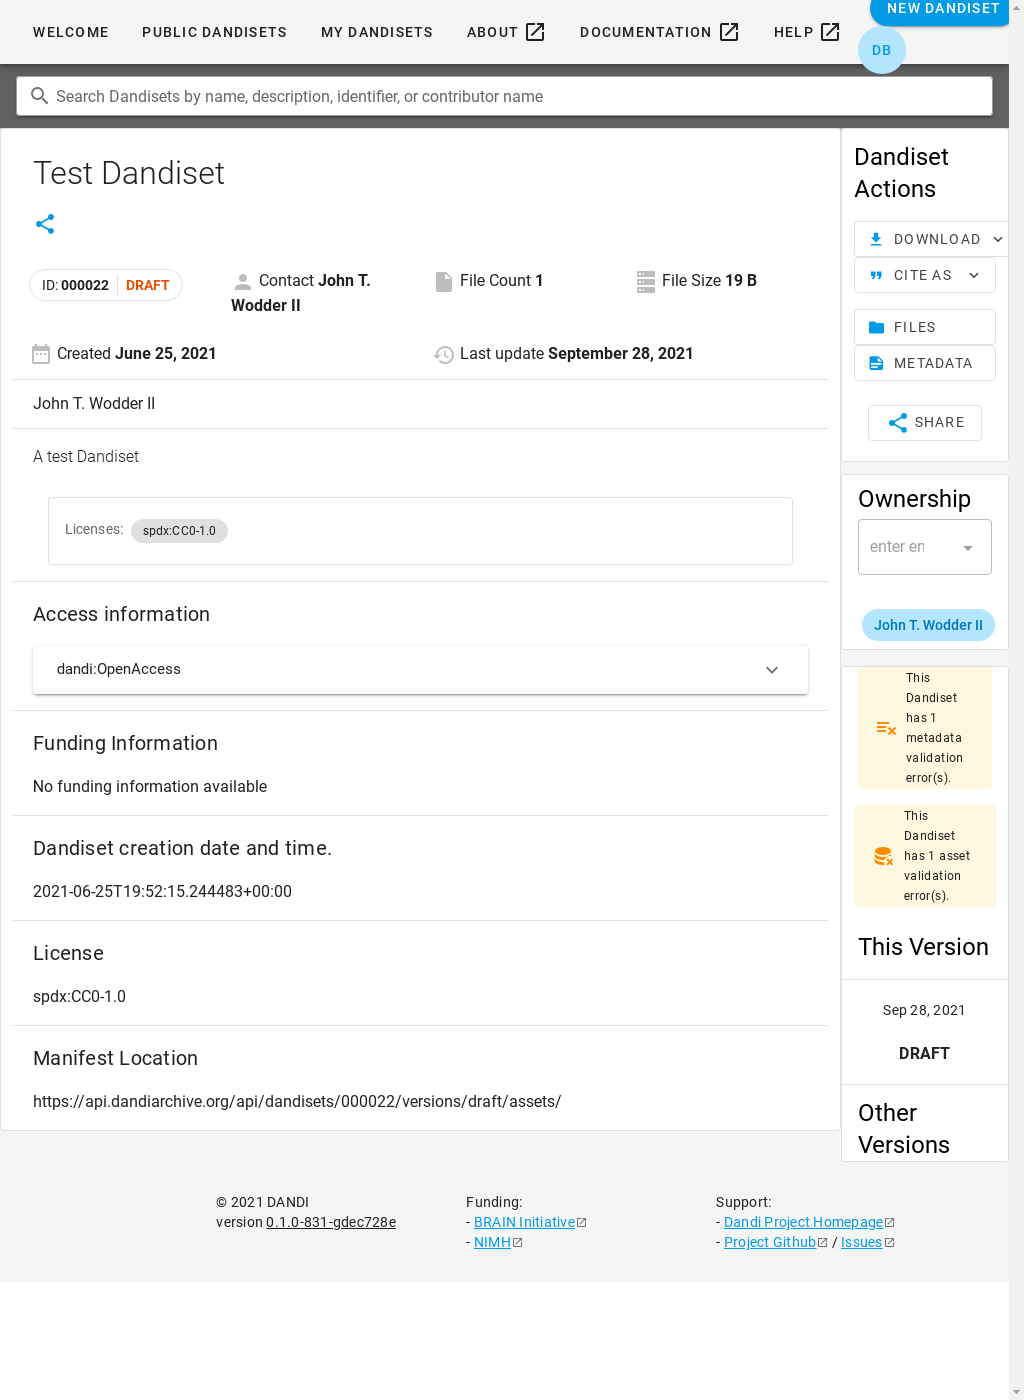 WELCOME
PUBLIC DANDISETS
MY DANDISETS
ABOUT
DOCUMENTATION
HELP
NEW DANDISET
DB
Search Dandisets by name, description, identifier, or contributor name
Test Dandiset
ID: 000022 DRAFT
Contact John T.
Wodder II
File Count 1
File Size 19 B
Created June 25, 2021
Last update September 28, 2021
John T. Wodder II
A test Dandiset
Licenses: spdx:CC0-1.0
Access information
dandi:OpenAccess
Funding Information
No funding information available
Dandiset creation date and time.
2021-06-25T19:52:15.244483+00:00
License
spdx:CC0-1.0
Manifest Location
https://api.dandiarchive.org/api/dandisets/000022/versions/draft/assets/
Dandiset
Actions
DOWNLOAD
CITE AS
FILES
METADATA
SHARE
Ownership
enter en
John T. Wodder II
This
Dandiset
has 1
metadata
validation
error(s).
This
Dandiset
has 1 asset
validation
error(s).
This Version
Sep 28, 2021
DRAFT
Other
Versions
© 2021 DANDI
version 0.1.0-831-gdec728e
Funding:
- BRAIN Initiative
- NIMH
Support:
- Dandi Project Homepage
- Project Github / Issues